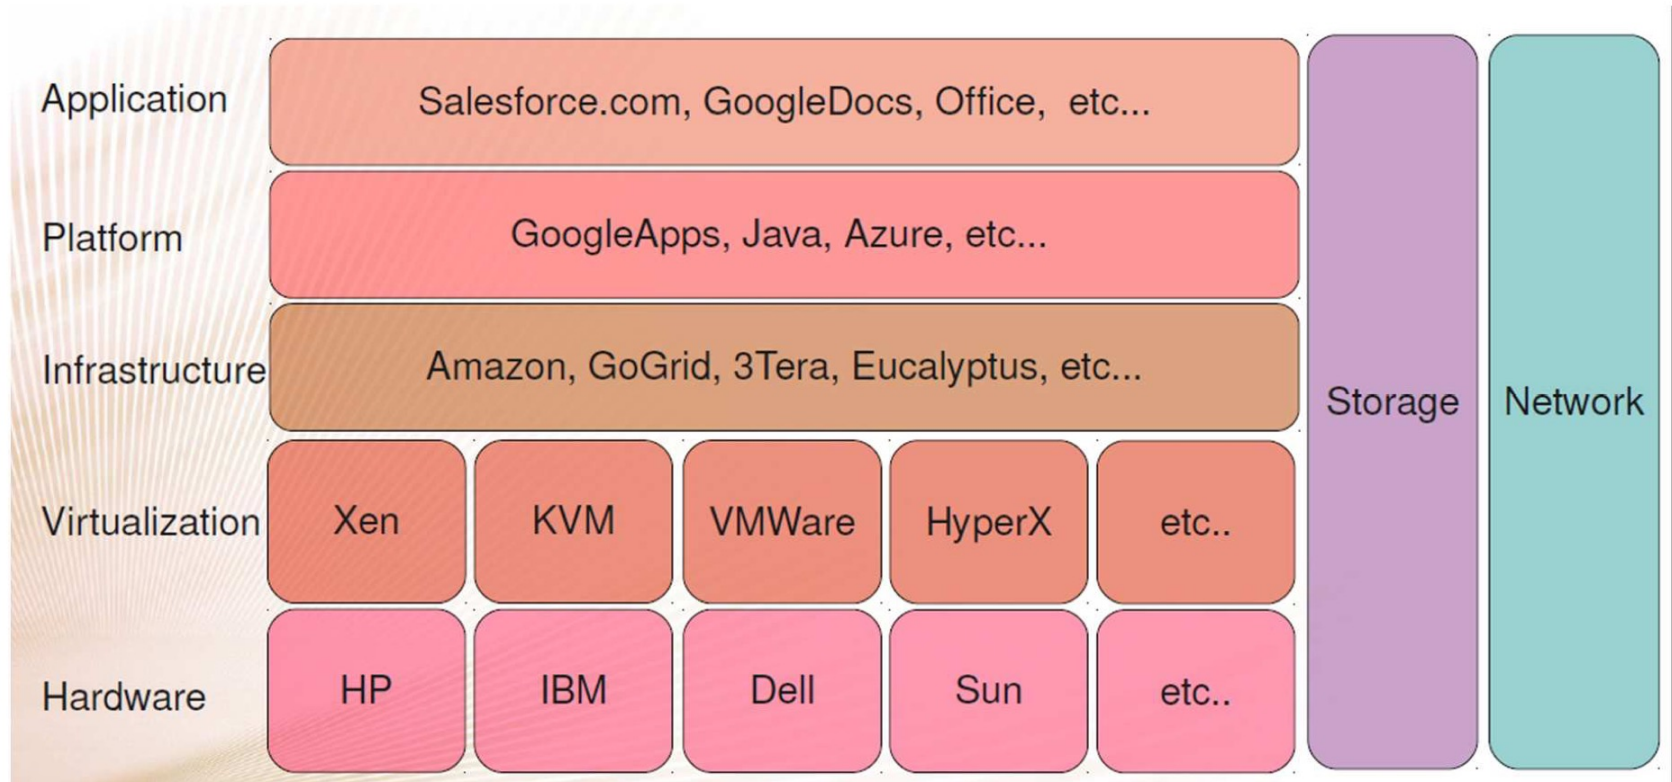 Application
Salesforce.com, GoogleDocs, Office, etc...
Platform
GoogleApps, Java, Azure, etc...
Infrastructure
Amazon, GoGrid, 3Tera, Eucalyptus, etc...
Virtualization
Xen
KVM
VMWare
HyperX
etc..
Hardware
HP
IBM
Dell
Sun
etc..
Storage
Network